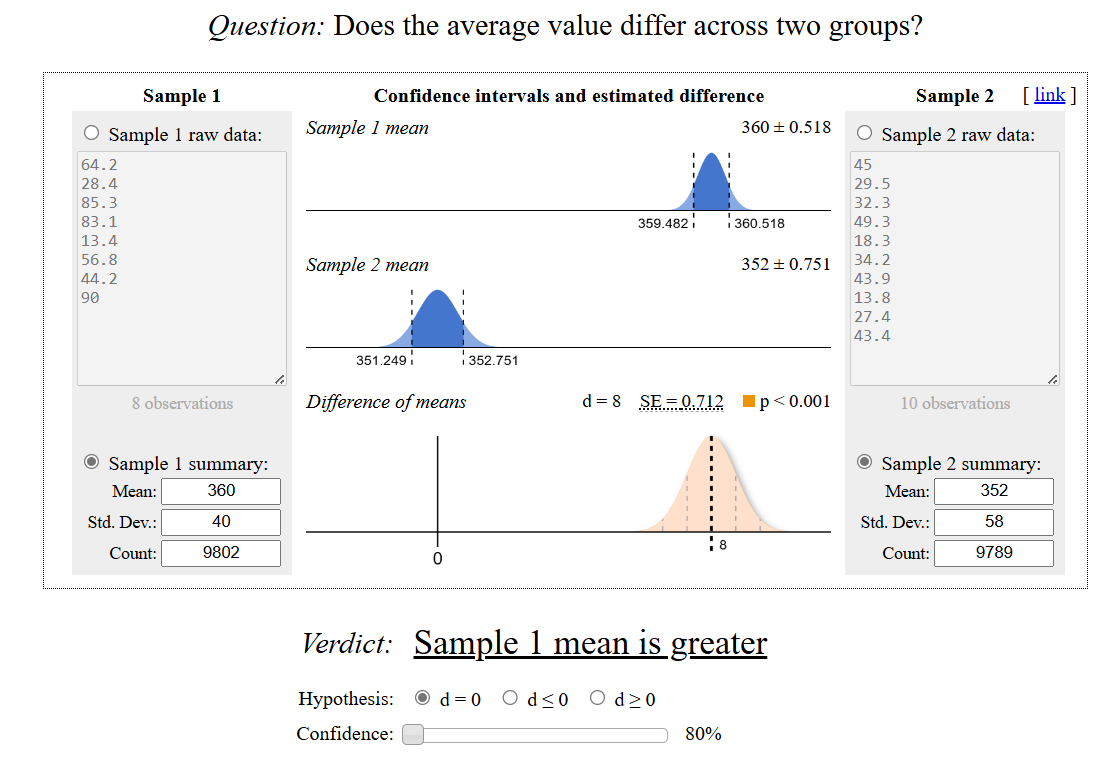 Question: Does the average value differ across two groups?
Sample 1
Confidence intervals and estimated difference
Sample 2
[ link ]
Sample 1 raw data:
64.2
28.4
85.3
83.1
13.4
56.8
44.2
90
8 observations
Sample 1 summary:
Mean: 360
Std. Dev.: 40
Count: 9802
Sample 1 mean
360 ± 0.518
359.482
360.518
Sample 2 mean
352 ± 0.751
351.249
352.751
Difference of means
d = 8
SE = 0.712
p < 0.001
0
8
Sample 2 raw data:
45
29.5
32.3
49.3
18.3
34.2
43.9
13.8
27.4
43.4
10 observations
Sample 2 summary:
Mean: 352
Std. Dev.: 58
Count: 9789
Verdict: Sample 1 mean is greater
Hypothesis: d = 0 d ≤ 0 d ≥ 0
Confidence: 80%